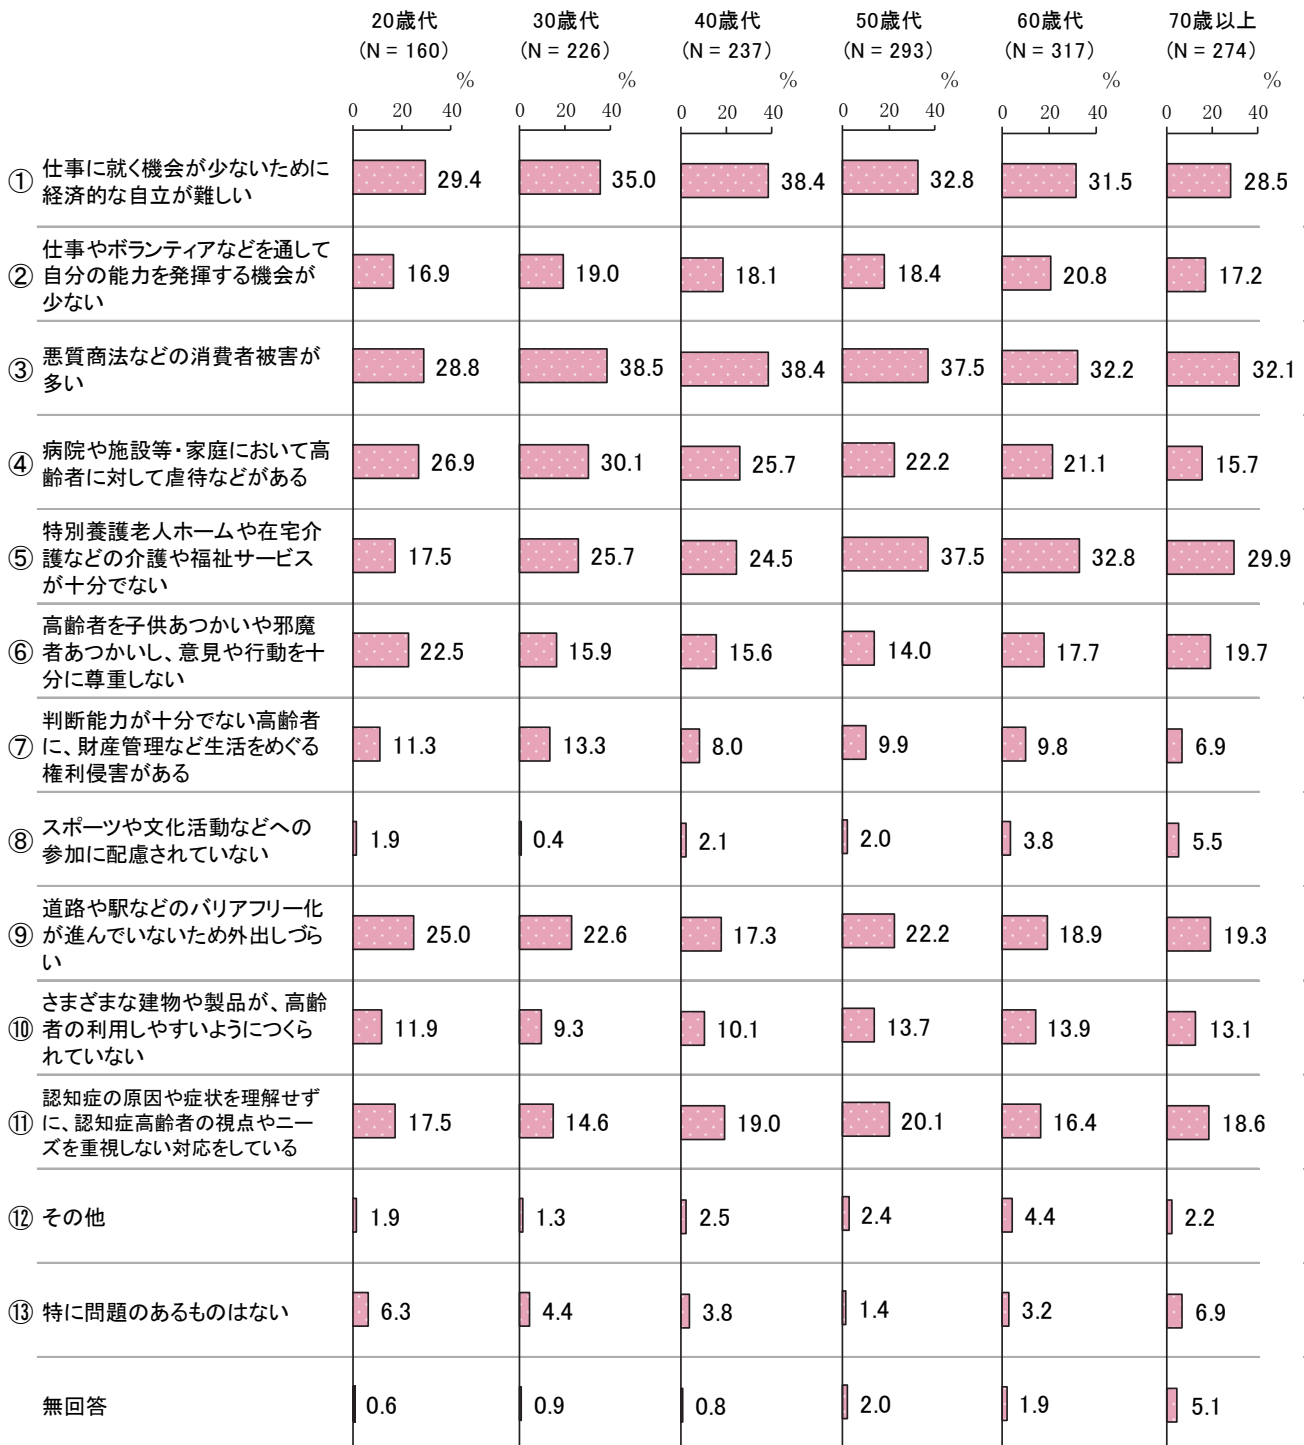 20歳代 30歳代 40歳代 50歳代 60歳代 70歳以上
(N = 160) (N = 226) (N = 237) (N = 293) (N = 317) (N = 274)
% % % % % %
0 20 40 0 20 40 0 20 40 0 20 40 0 20 40 0 20 40
① 仕事に就く機会が少ないために
経済的な自立が難しい
29.4 35.0 38.4 32.8 31.5 28.5
② 仕事やボランティアなどを通して
自分の能力を発揮する機会が
少ない
16.9 19.0 18.1 18.4 20.8 17.2
③ 悪質商法などの消費者被害が
多い
28.8 38.5 38.4 37.5 32.2 32.1
④ 病院や施設等・家庭において高
齢者に対して虐待などがある
26.9 30.1 25.7 22.2 21.1 15.7
⑤ 特別養護老人ホームや在宅介
護などの介護や福祉サービス
が十分でない
17.5 25.7 24.5 37.5 32.8 29.9
⑥ 高齢者を子供あつかいや邪魔
者あつかいし、意見や行動を十
分に尊重しない
22.5 15.9 15.6 14.0 17.7 19.7
⑦ 判断能力が十分でない高齢者
に、財産管理など生活をめぐる
権利侵害がある
11.3 13.3 8.0 9.9 9.8 6.9
⑧ スポーツや文化活動などへの
参加に配慮されていない
1.9 0.4 2.1 2.0 3.8 5.5
⑨ 道路や駅などのバリアフリー化
が進んでいないため外出しづら
い
25.0 22.6 17.3 22.2 18.9 19.3
⑩ さまざまな建物や製品が、高齢
者の利用しやすいようにつくら
れていない
11.9 9.3 10.1 13.7 13.9 13.1
⑪ 認知症の原因や症状を理解せず
に、認知症高齢者の視点やニー
ズを重視しない対応をしている
17.5 14.6 19.0 20.1 16.4 18.6
⑫ その他
1.9 1.3 2.5 2.4 4.4 2.2
⑬ 特に問題のあるものはない
6.3 4.4 3.8 1.4 3.2 6.9
無回答
0.6 0.9 0.8 2.0 1.9 5.1